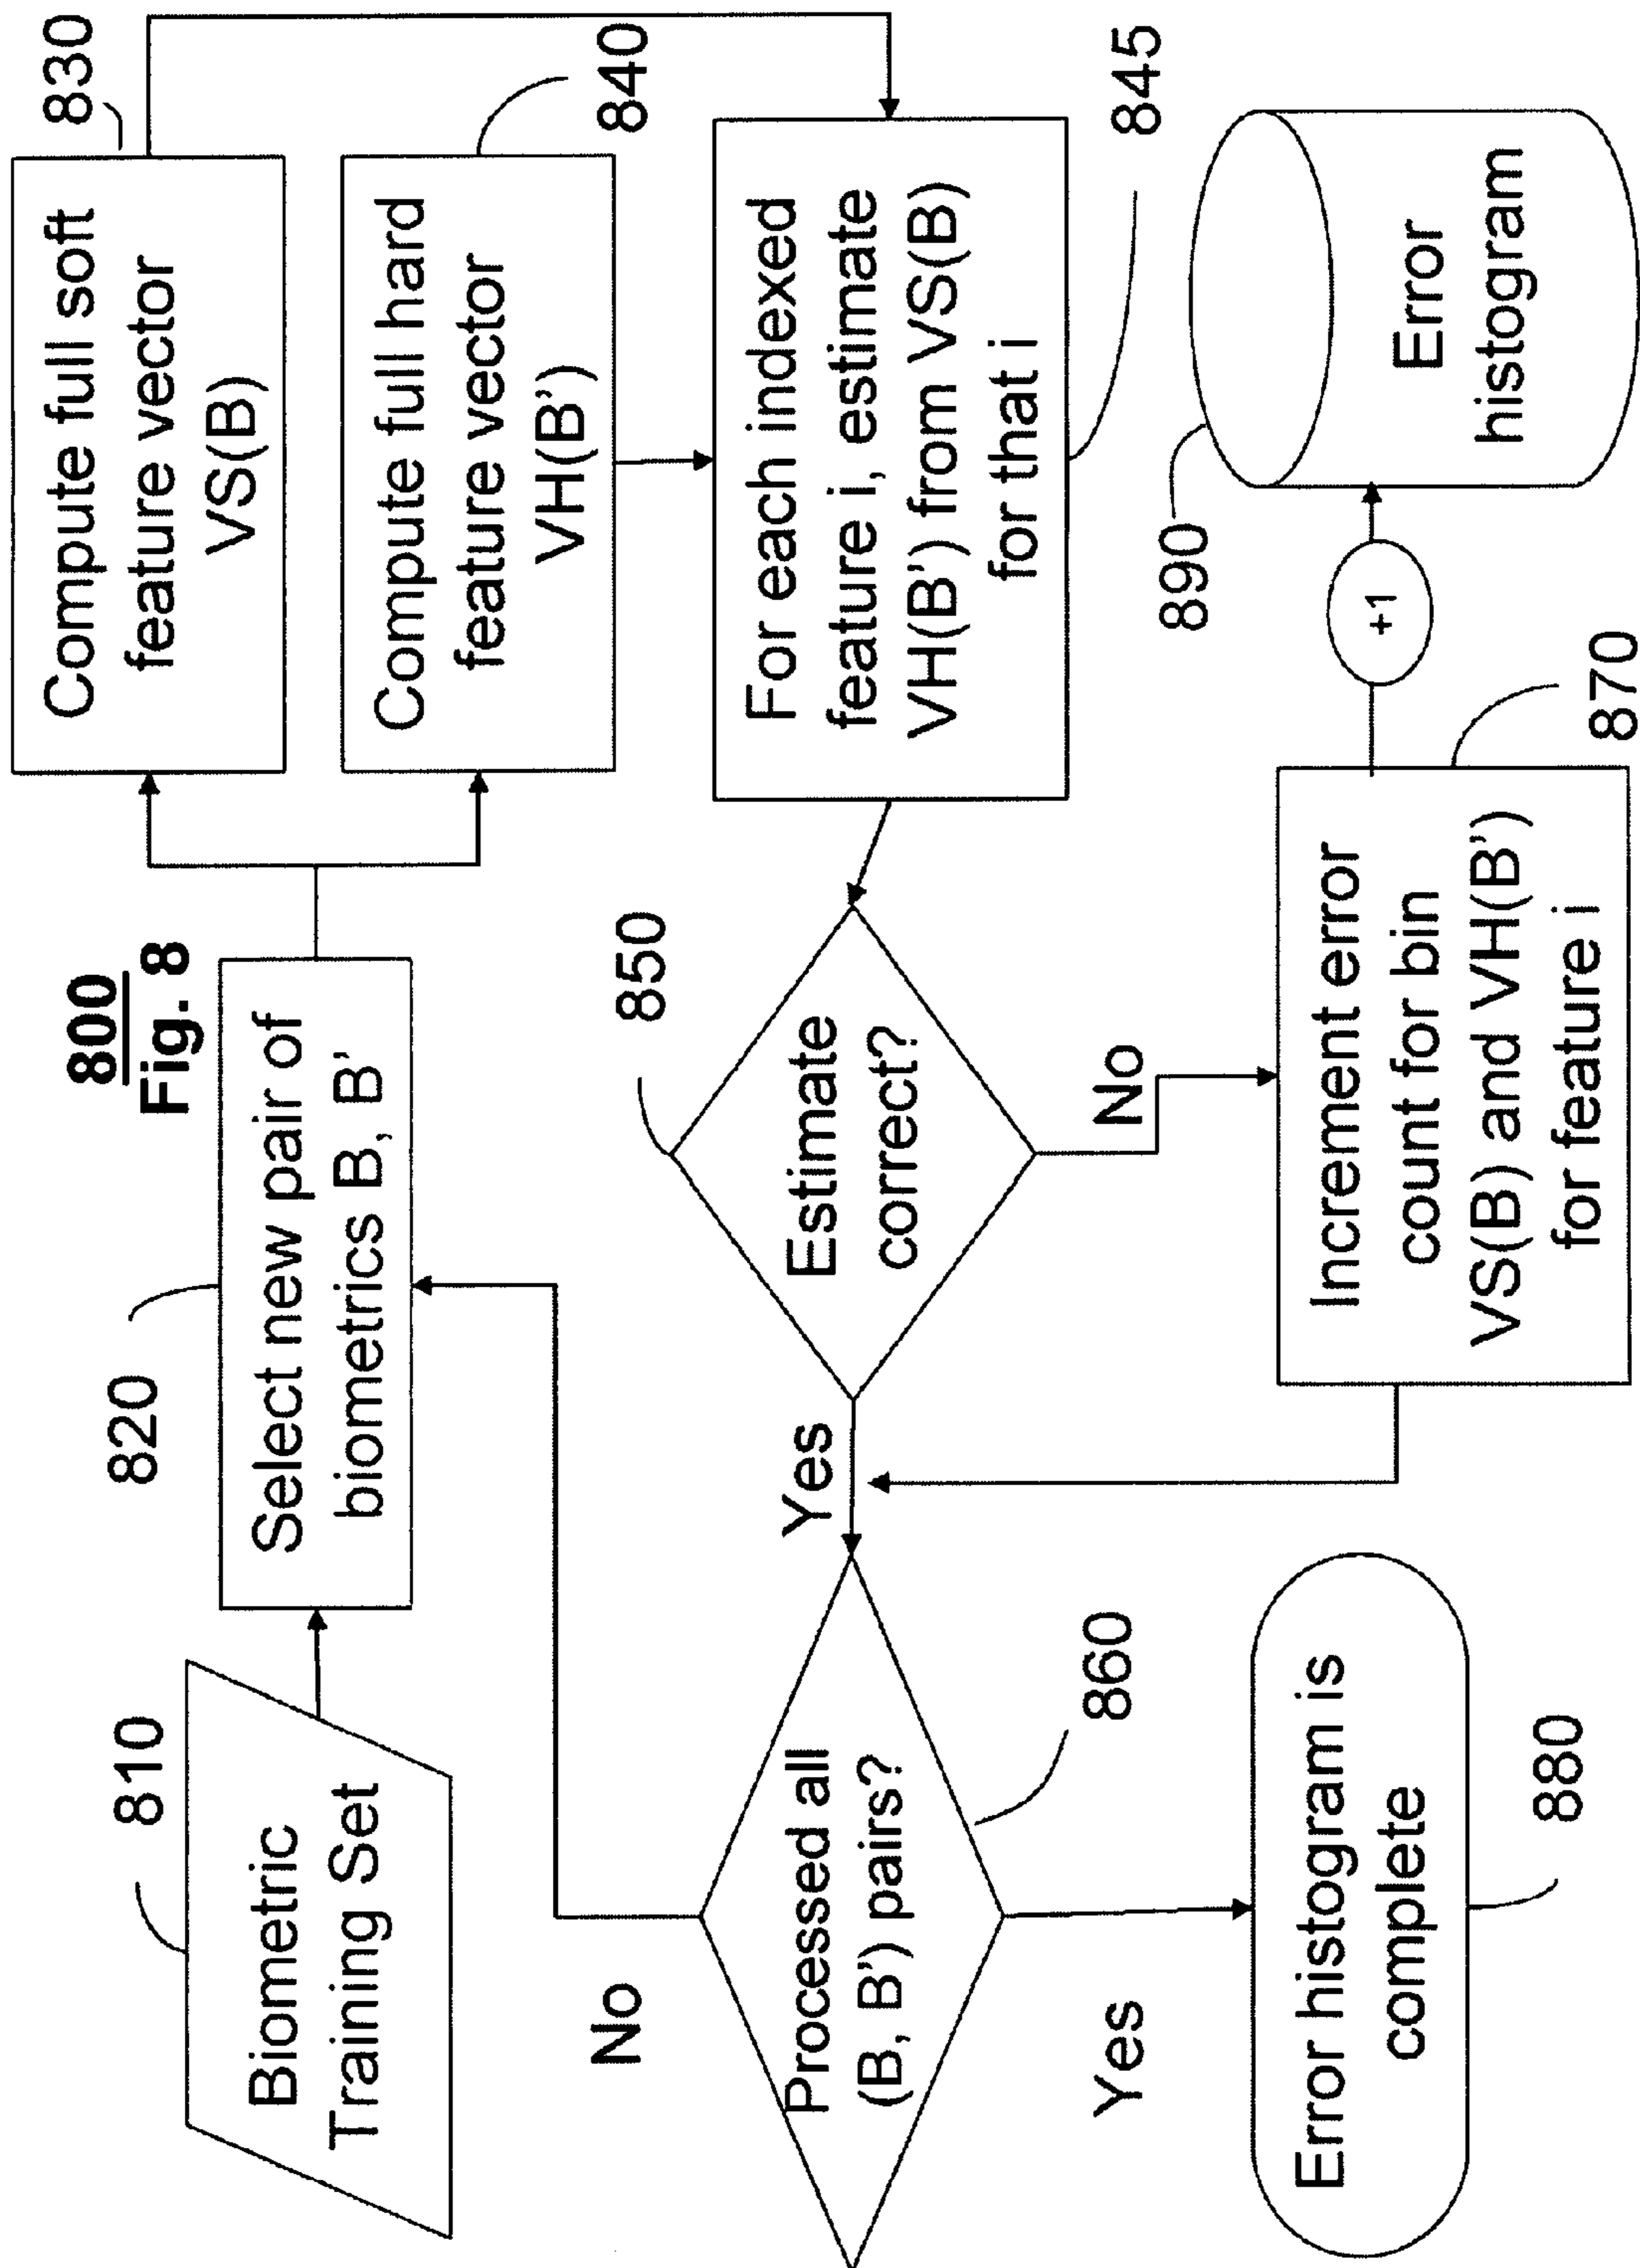 800
Fig. 8
810
Biometric
Training Set
820
Select new pair of
biometrics B, B'
830
Compute full soft
feature vector
VS(B)
840
Compute full hard
feature vector
VH(B')
845
For each indexed
feature i, estimate
VH(B') from VS(B)
for that i
850
Estimate
correct?
Yes
No
860
Processed all
(B, B') pairs?
No
Yes
870
Increment error
count for bin
VS(B) and VH(B')
for feature i
+1
890
Error
histogram
880
Error histogram is
complete